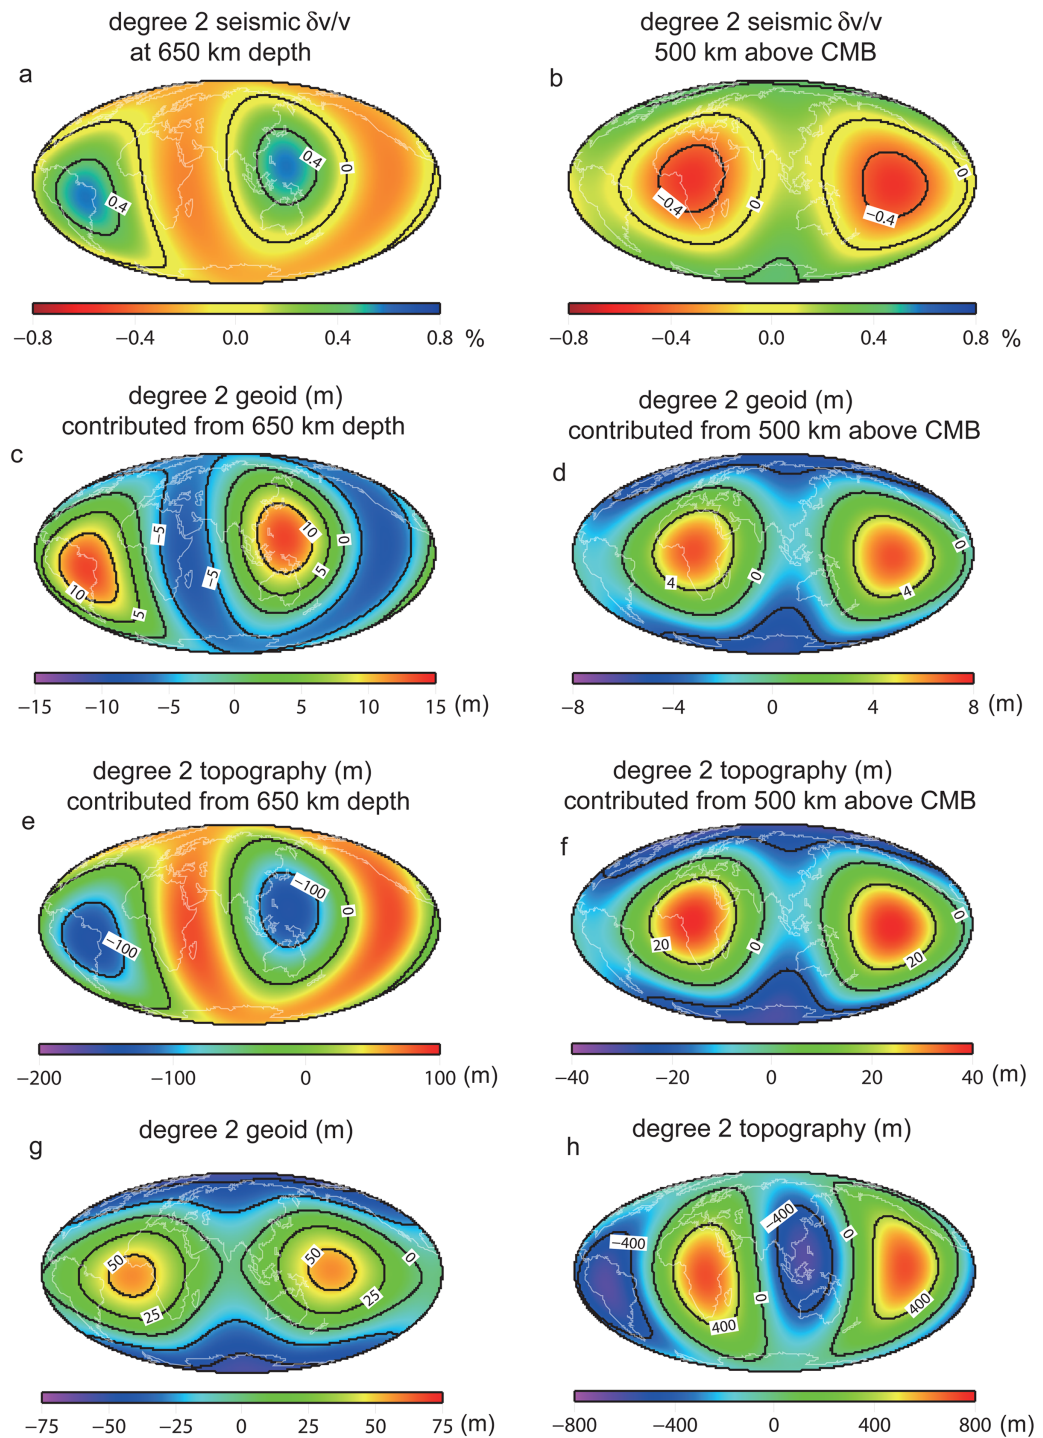 degree 2 seismic δv/v
at 650 km depth
degree 2 seismic δv/v
500 km above CMB
a
b
0.4
0.4
0
−0.4
0
−0.4
0
−0.8 −0.4 0.0 0.4 0.8 %
−0.8 −0.4 0.0 0.4 0.8 %
degree 2 geoid (m)
contributed from 650 km depth
degree 2 geoid (m)
contributed from 500 km above CMB
c
d
10
5
−5
−5
10
5
0
4
0
4
0
−15 −10 −5 0 5 10 15 (m)
-8 −4 0 4 8 (m)
degree 2 topography (m)
contributed from 650 km depth
degree 2 topography (m)
contributed from 500 km above CMB
e
f
−100
−100
0
20
0
20
0
−200 −100 0 100 (m)
−40 −20 0 20 40 (m)
degree 2 geoid (m)
degree 2 topography (m)
g
h
50
25
50
25
0
−400
400
0
−400
0
400
−75 −50 −25 0 25 50 75 (m)
−800 −400 0 400 800 (m)